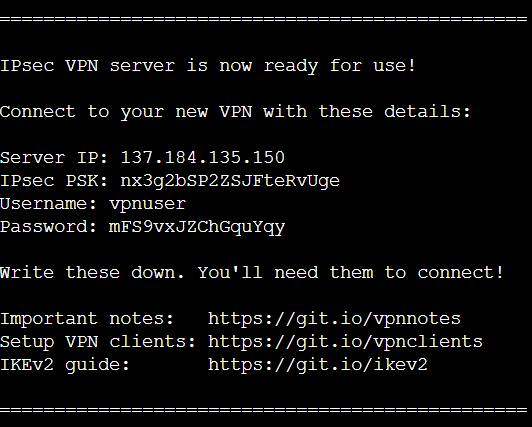 ================================================
IPsec VPN server is now ready for use!
Connect to your new VPN with these details:
Server IP: 137.184.135.150
IPsec PSK: nx3g2bSP2ZSJFteRvUge
Username: vpnuser
Password: mFS9vxJZChGquYqy
Write these down. You'll need them to connect!
Important notes:   https://git.io/vpnnotes
Setup VPN clients: https://git.io/vpnclients
IKEv2 guide:       https://git.io/ikev2
================================================